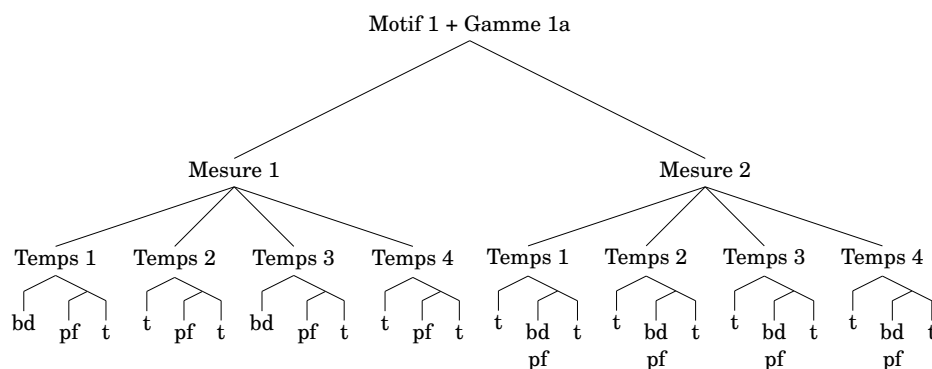 Motif 1 + Gamme 1a
Mesure 1 Mesure 2
Temps 1 Temps 2 Temps 3 Temps 4 Temps 1 Temps 2 Temps 3 Temps 4
bd pf t t pf t bd pf t t pf t t bd t t bd t t bd t t bd t
pf pf pf pf